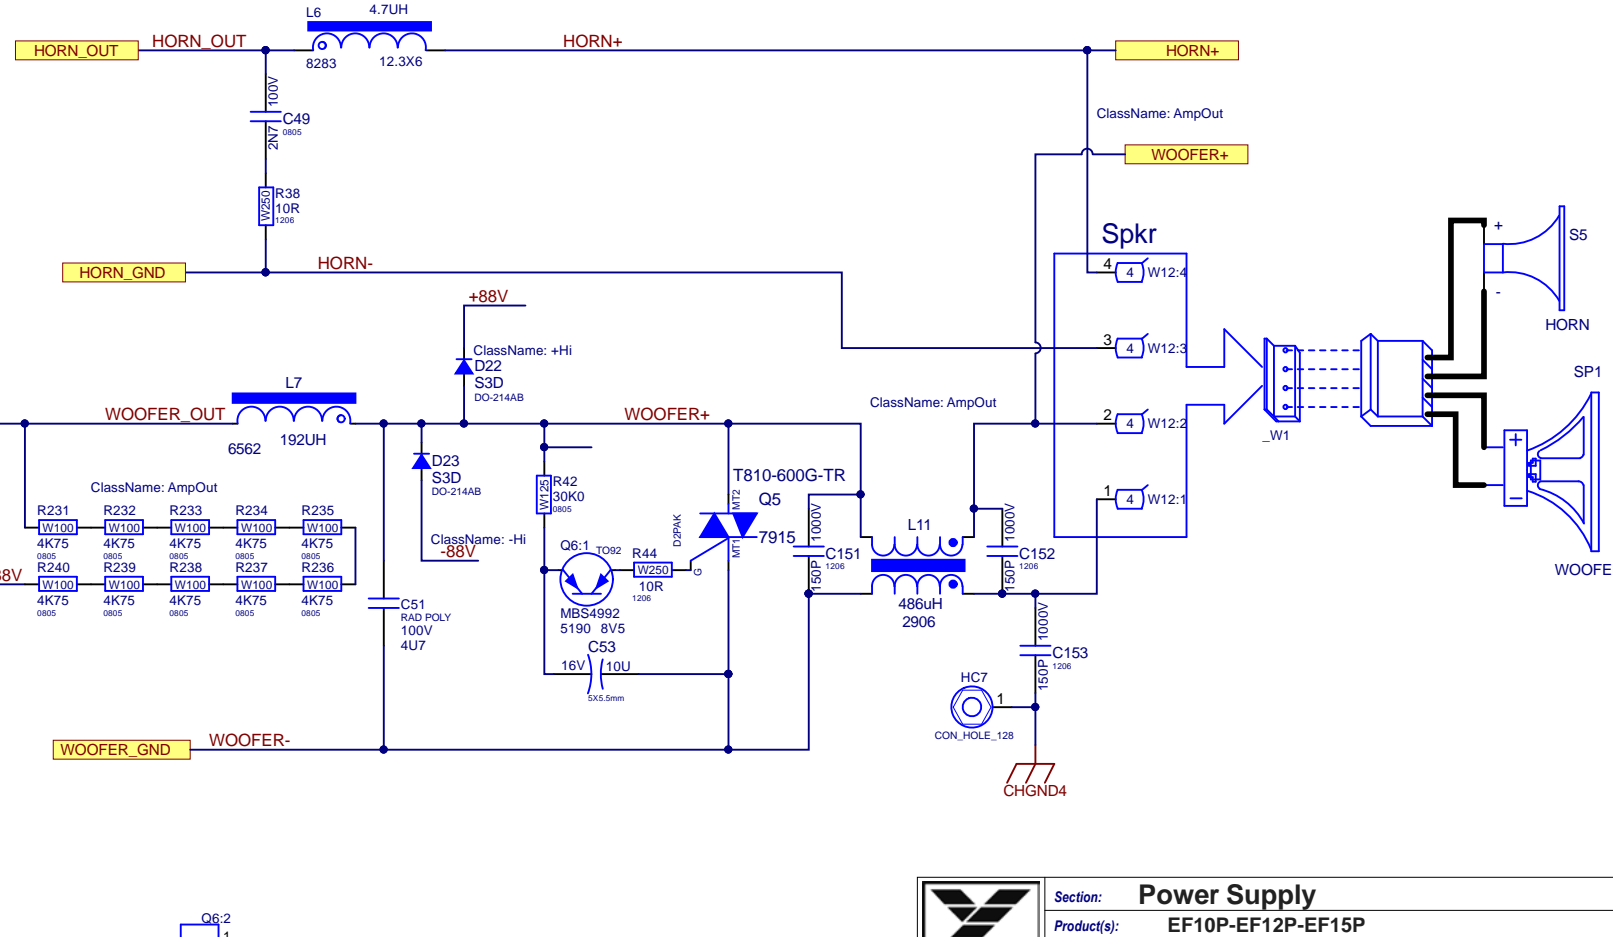 L6
4.7UH
HORN_OUT
HORN_OUT
HORN+
HORN+
8283
12.3X6
100V
C49
0805
2N7
ClassName: AmpOut
WOOFER+
W250
R38
10R
1206
HORN_GND
HORN-
Spkr
4
4
W12:4
3
4
W12:3
2
4
W12:2
1
4
W12:1
+
S5
-
HORN
+88V
ClassName: +Hi
D22
S3D
DO-214AB
L7
WOOFER_OUT
6562
192UH
WOOFER+
ClassName: AmpOut
_W1
SP1
+
−
WOOFE
D23
S3D
DO-214AB
ClassName: -Hi
-88V
ClassName: AmpOut
R231
R232
R233
R234
R235
W100
W100
W100
W100
W100
4K75
4K75
4K75
4K75
4K75
0805
0805
0805
0805
0805
8V
R240
R239
R238
R237
R236
W100
W100
W100
W100
W100
4K75
4K75
4K75
4K75
4K75
0805
0805
0805
0805
0805
W125
R42
30K0
0805
T810-600G-TR
Q5
MT2
D2PAK
7915
MT1
G
Q6:1
TO92
R44
W250
10R
1206
MBS4992
5190
8V5
C53
16V
10U
5X5.5mm
C51
RAD POLY
100V
4U7
1000V
C151
1206
150P
L11
486uH
2906
1000V
C152
1206
150P
1000V
C153
1206
150P
HC7
1
CON_HOLE_128
CHGND4
WOOFER_GND
WOOFER-
Q6:2
1
Section:
Power Supply
Product(s):
EF10P-EF12P-EF15P